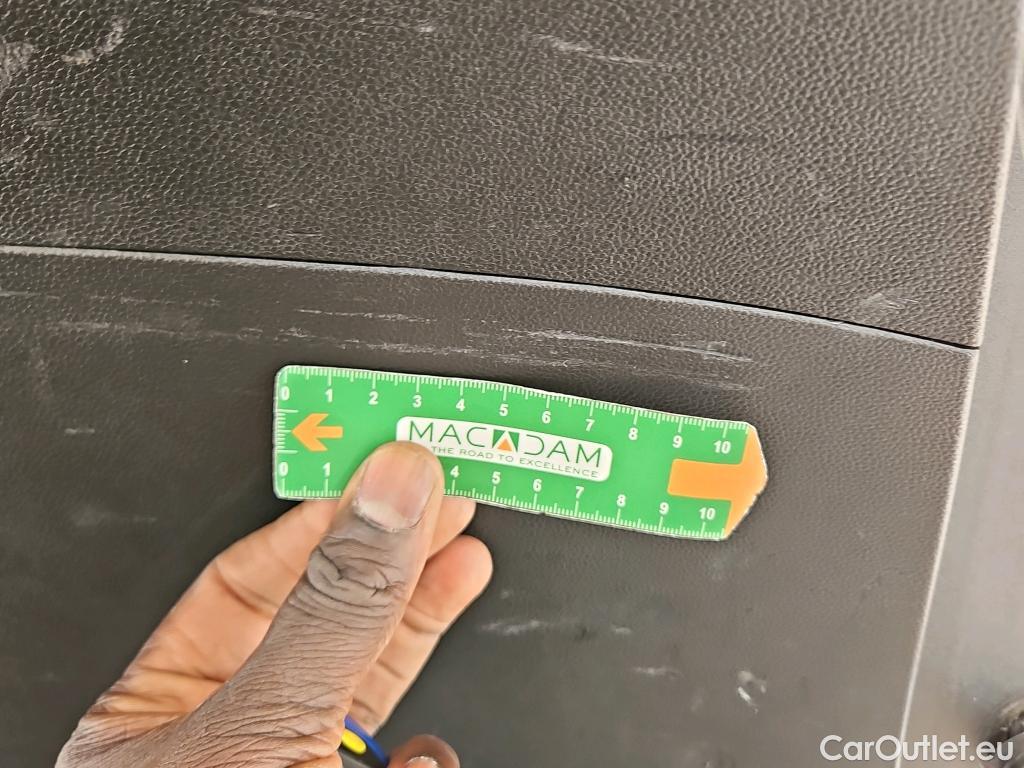 0 1 2 3 4 5 6 7 8 9 10
MACADAM
THE ROAD TO EXCELLENCE
0 1 4 5 6 7 8 9 10
CarOutlet.eu